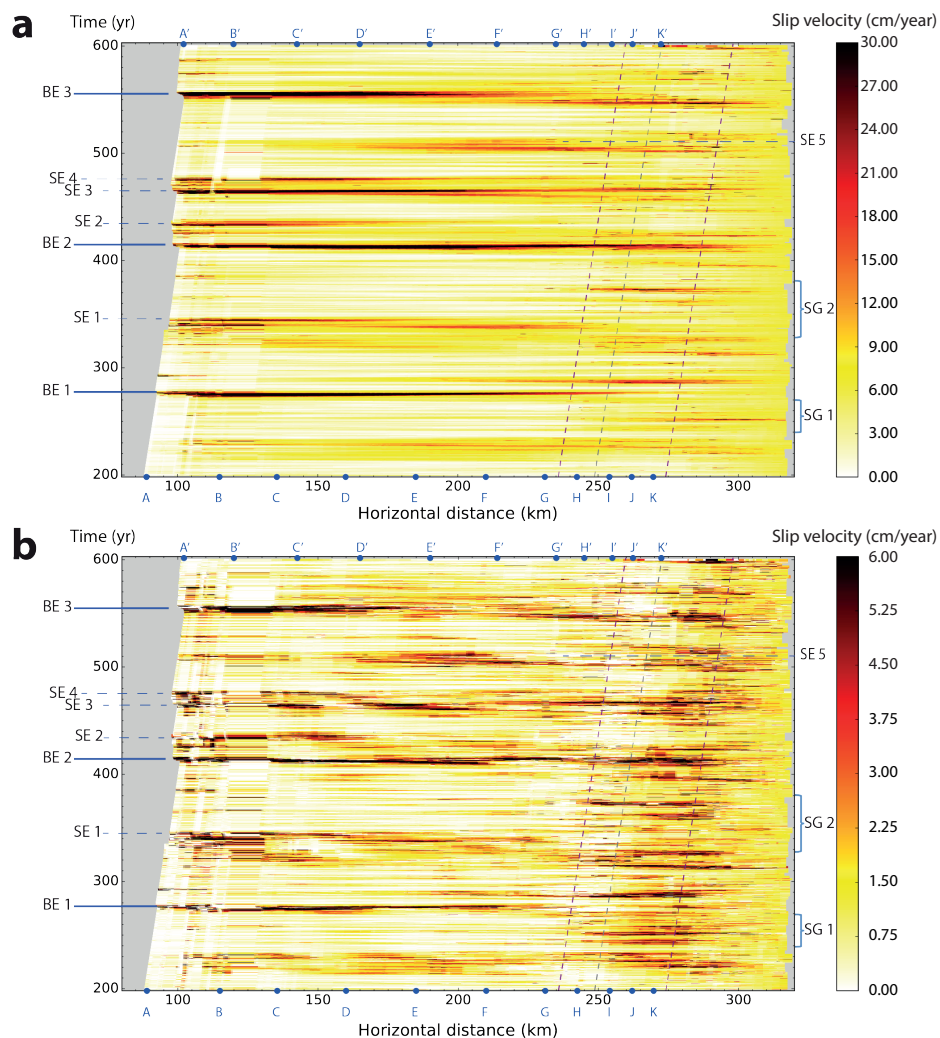 a
Time (yr)
Slip velocity (cm/year)
A′ B′ C′ D′ E′ F′ G′ H′ I′ J′ K′
600
30.00
BE 3
27.00
24.00
SE 5
500
21.00
SE 4
SE 3
18.00
SE 2
BE 2
15.00
400
12.00
SG 2
SE 1
9.00
300
6.00
BE 1
SG 1
3.00
200
0.00
100 150 200 250 300
A B C D E F G H I J K
Horizontal distance (km)
b
Time (yr)
Slip velocity (cm/year)
A′ B′ C′ D′ E′ F′ G′ H′ I′ J′ K′
600
6.00
BE 3
5.25
500
SE 5
4.50
SE 4
SE 3
3.75
SE 2
BE 2
400
3.00
SG 2
SE 1
2.25
300
1.50
BE 1
SG 1
0.75
200
0.00
100 150 200 250 300
A B C D E F G H I J K
Horizontal distance (km)